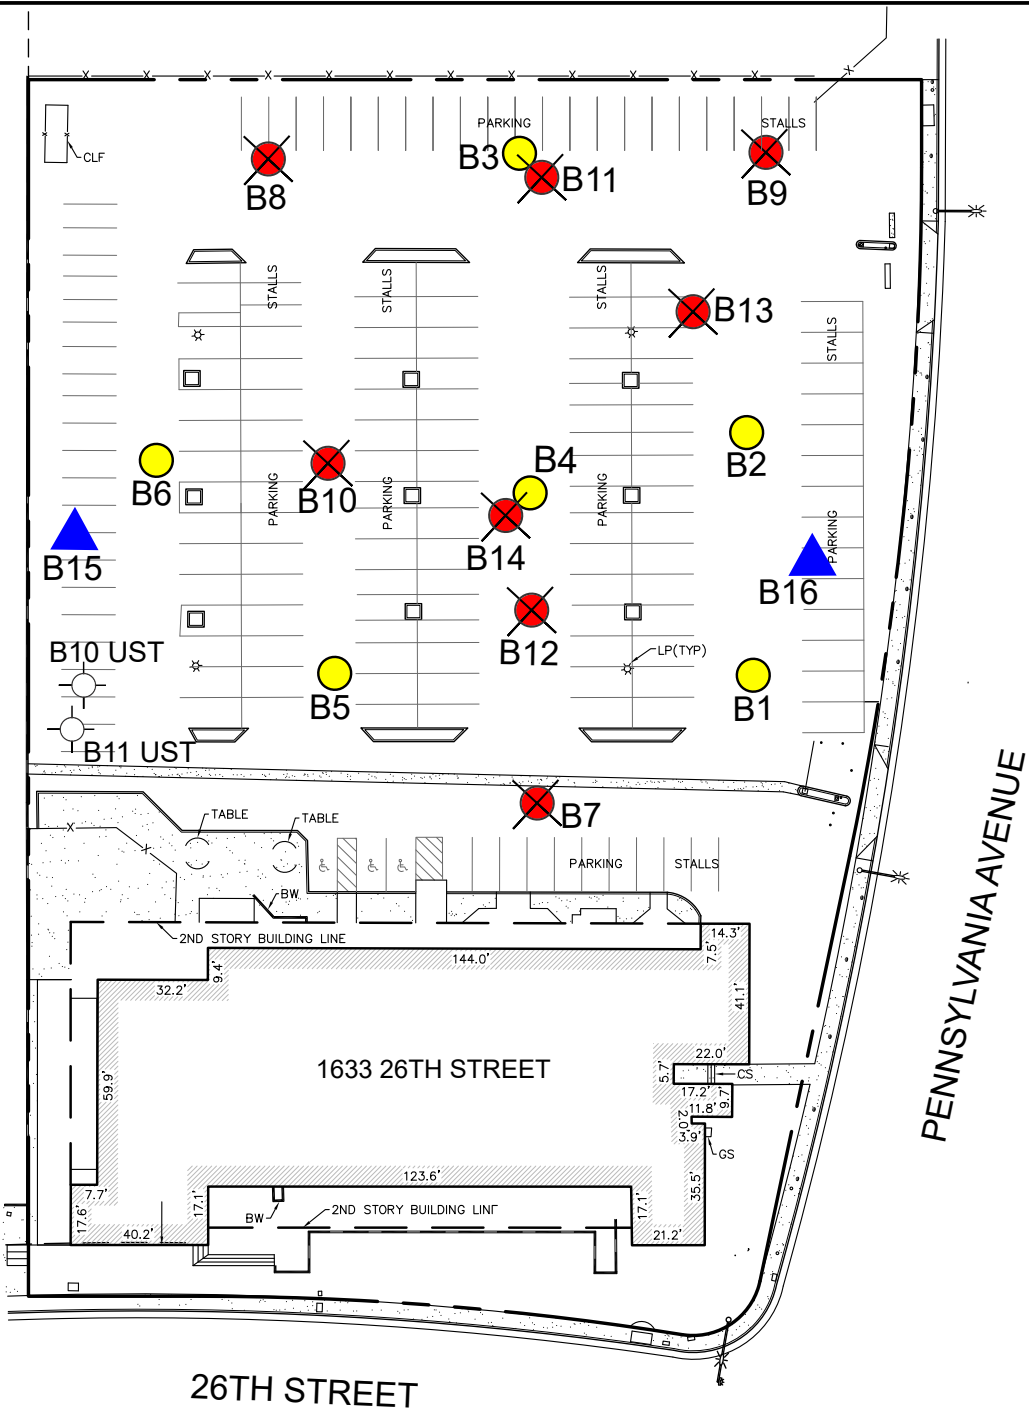 PARKING
STALLS
CLF
B3
B11
B8
B9
STALLS
STALLS
STALLS
B13
STALLS
B2
B4
B6
B10
PARKING
PARKING
PARKING
PARKING
B14
B15
B16
B12
LP(TYP)
B10 UST
B5
B1
B11 UST
B7
TABLE
TABLE
PARKING
STALLS
BW
2ND STORY BUILDING LINE
14.3'
7.5'
144.0'
9.4'
32.2'
41.1'
22.0'
5.7'
CS
17.2'
9.7'
11.8'
2.0'
3.9'
GS
59.9'
1633 26TH STREET
PENNSYLVANIA AVENUE
123.6'
35.5'
7.7'
17.1'
17.1'
17.6'
BW
2ND STORY BUILDING LINE
40.2'
21.2'
26TH STREET